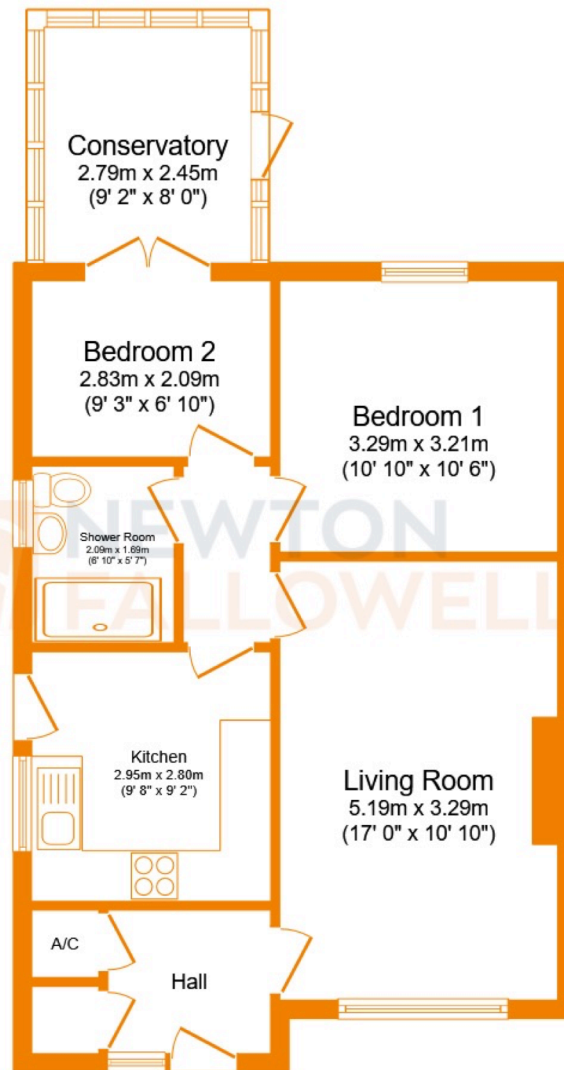 Conservatory
2.79m x 2.45m
(9' 2" x 8' 0")
Bedroom 2
2.83m x 2.09m
(9' 3" x 6' 10")
Bedroom 1
3.29m x 3.21m
(10' 10" x 10' 6")
Shower Room
2.09m x 1.69m
(6' 10" x 5' 7")
NEWTON
FALLOWELL
Kitchen
2.95m x 2.80m
(9' 8" x 9' 2")
Living Room
5.19m x 3.29m
(17' 0" x 10' 10")
A/C
Hall